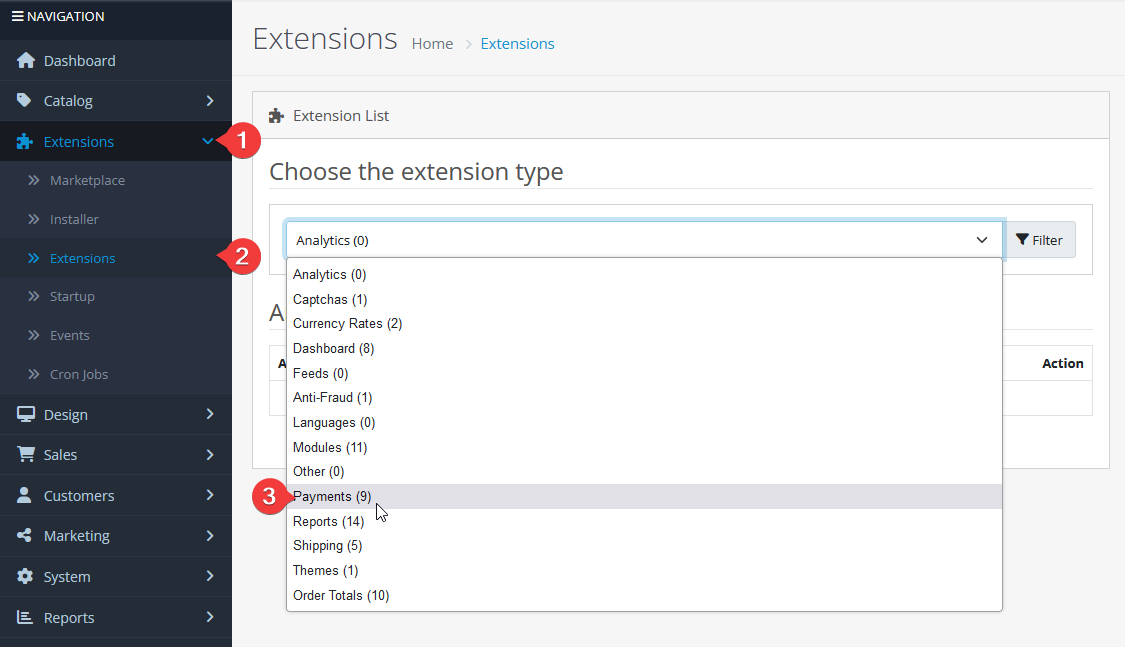 NAVIGATION
Dashboard
Catalog
Extensions
1
Marketplace
Installer
Extensions
2
Startup
Events
Cron Jobs
Design
Sales
Customers
Marketing
System
Reports
Extensions Home Extensions
Extension List
Choose the extension type
Analytics (0)
Filter
Analytics (0)
Captchas (1)
Currency Rates (2)
Dashboard (8)
Feeds (0)
Anti-Fraud (1)
Languages (0)
Modules (11)
Other (0)
3 Payments (9)
Reports (14)
Shipping (5)
Themes (1)
Order Totals (10)
A
A Action